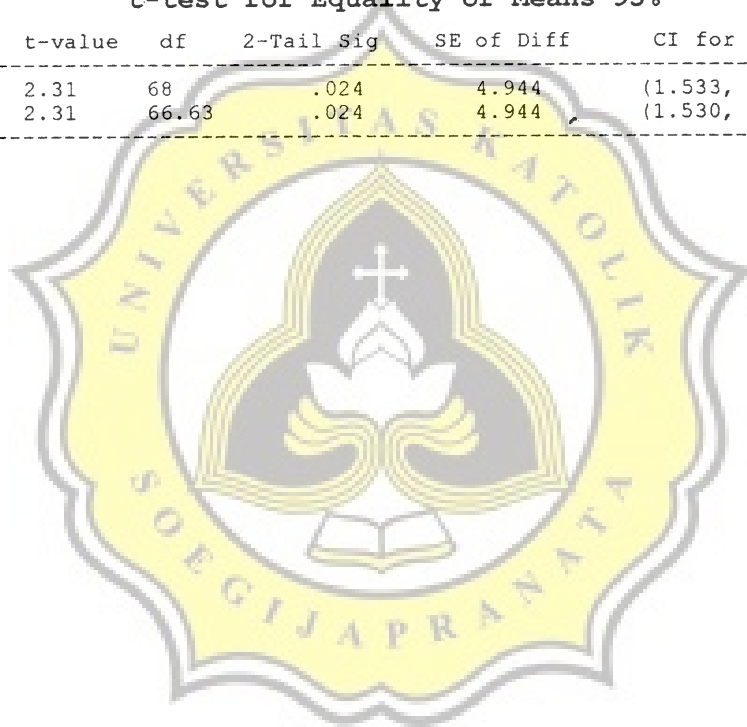 t-test for Equality of Means 95%
t-value df 2-Tail Sig SE of Diff CI for
2.31 68 .024 4.944 (1.533,
2.31 66.63 .024 4.944 (1.530,
UNIVERSITAS KATOLIK
SOEGIJAPRANATA